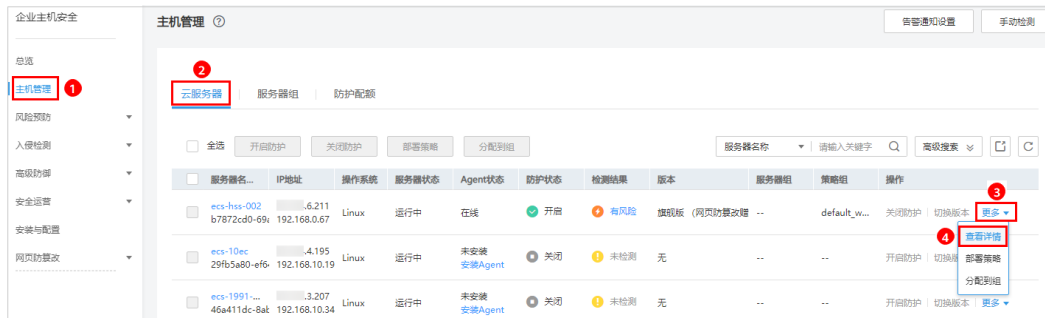 企业主机安全
主机管理 ?
告警通知设置
手动检测
总览
主机管理 1
风险预防
入侵检测
高级防御
安全运营
安装与配置
网页防篡改
2
云服务器 服务器组 防护配额
全选 开启防护 关闭防护 部署策略 分配到组
服务器名称 请输入关键字 高级搜索
服务器名... IP地址 操作系统 服务器状态 Agent状态 防护状态 检测结果 版本 服务器组 策略组 操作
3
ecs-hss-002 .6.211 Linux 运行中 在线 开启 有风险 旗舰版 (网页防篡改赠 -- default_w... 关闭防护 切换版本 更多
b7872cd0-69a 192.168.0.67
4 查看详情
部署策略
分配到组
ecs-10ec .4.195 Linux 运行中 未安装 关闭 未检测 无 -- -- 开启防护 切换版
29fb5a80-ef6 192.168.10.19 安装Agent
ecs-1991-... .3.207 Linux 运行中 未安装 关闭 未检测 无 -- -- 开启防护 切换版本 更多
46a411dc-8ab 192.168.10.34 安装Agent